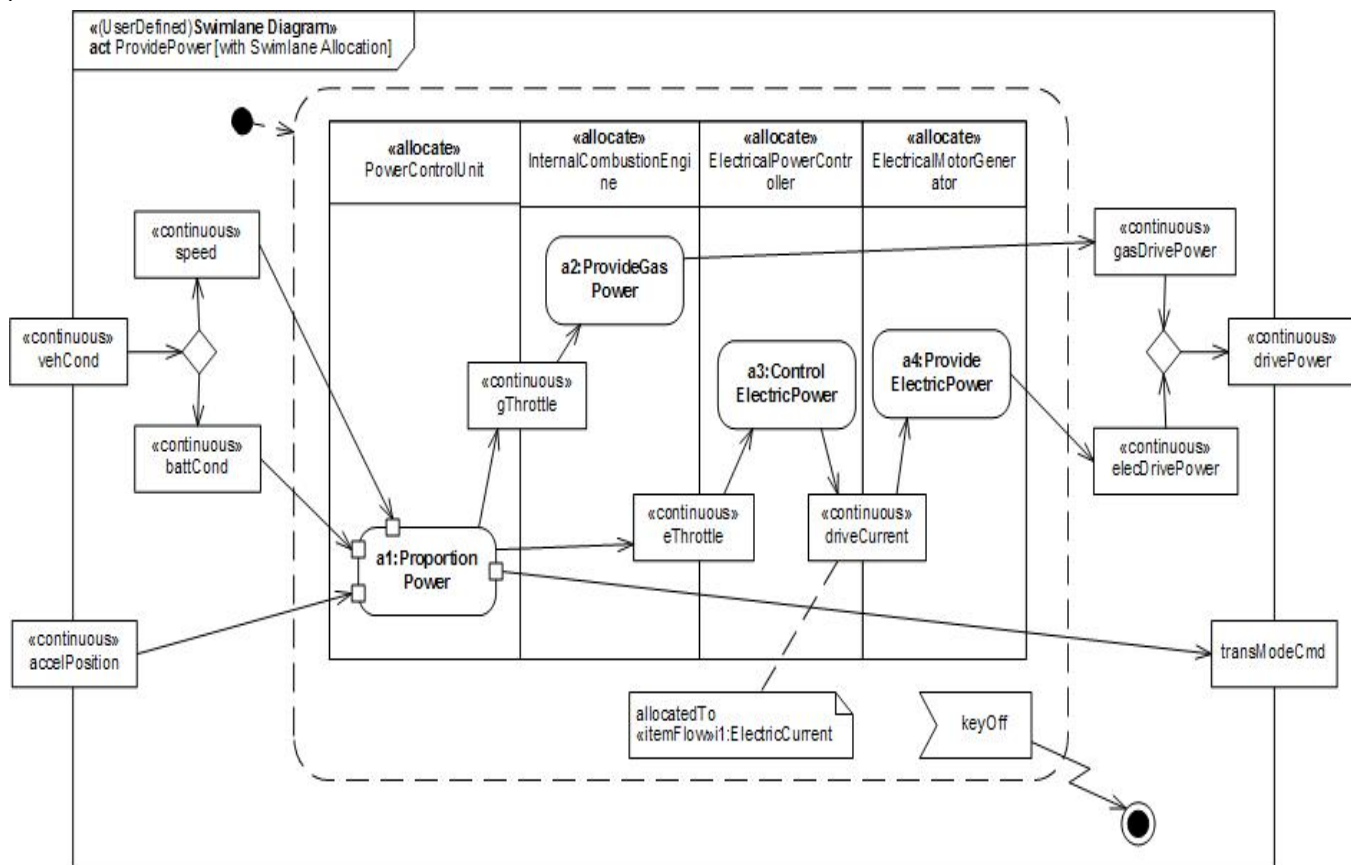 «(UserDefined) Swimlane Diagram»
act ProvidePower [with Swimlane Allocation]
«allocate»
PowerControlUnit
«allocate»
InternalCombustionEngi
ne
«allocate»
ElectricalPowerContr
oller
«allocate»
ElectricalMotorGener
ator
«continuous»
speed
«continuous»
vehCond
«continuous»
battCond
«continuous»
accelPosition
a1:Proportion
Power
«continuous»
gThrottle
a2:ProvideGas
Power
«continuous»
eThrottle
a3:Control
ElectricPower
«continuous»
driveCurrent
a4:Provide
ElectricPower
«continuous»
gasDrivePower
«continuous»
drivePower
«continuous»
elecDrivePower
transModeCmd
allocatedTo
«itemFlow»i1:ElectricCurrent
keyOff